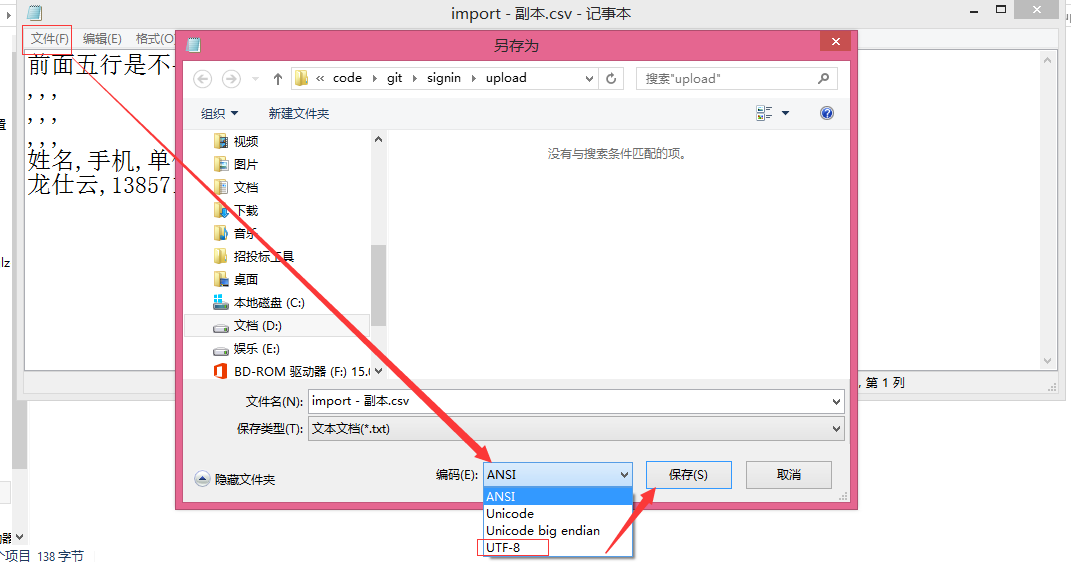 import - 副本.csv - 记事本
文件(F) 编辑(E) 格式(O
前面五行是不
,,,
,,,
,,,
姓名,手机,单
龙仕云,13857
置
lz
另存为
« code git signin upload
搜索"upload"
组织 新建文件夹
视频
图片
文档
下载
音乐
招投标工具
桌面
本地磁盘 (C:)
文档 (D:)
娱乐 (E:)
BD-ROM 驱动器 (F:) 15.
没有与搜索条件匹配的项。
, 第 1 列
文件名(N): import - 副本.csv
保存类型(T): 文本文档(*.txt)
隐藏文件夹
编码(E): ANSI
保存(S) 取消
ANSI
Unicode
Unicode big endian
UTF-8
个项目 138 字节